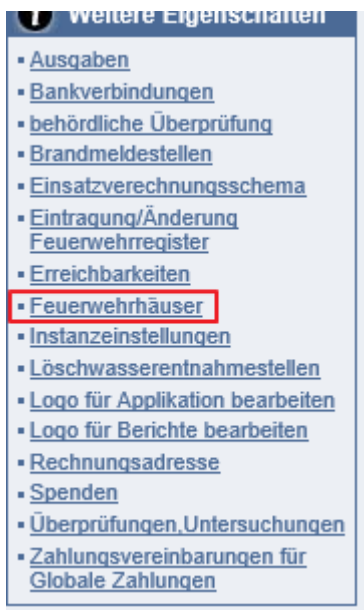 i Weitere Eigenschaften
Ausgaben
Bankverbindungen
behördliche Überprüfung
Brandmeldestellen
Einsatzverechnungsschema
Eintragung/Änderung
Feuerwehrregister
Erreichbarkeiten
Feuerwehrhäuser
Instanzeinstellungen
Löschwasserentnahmestellen
Logo für Applikation bearbeiten
Logo für Berichte bearbeiten
Rechnungsadresse
Spenden
Überprüfungen,Untersuchungen
Zahlungsvereinbarungen für
Globale Zahlungen